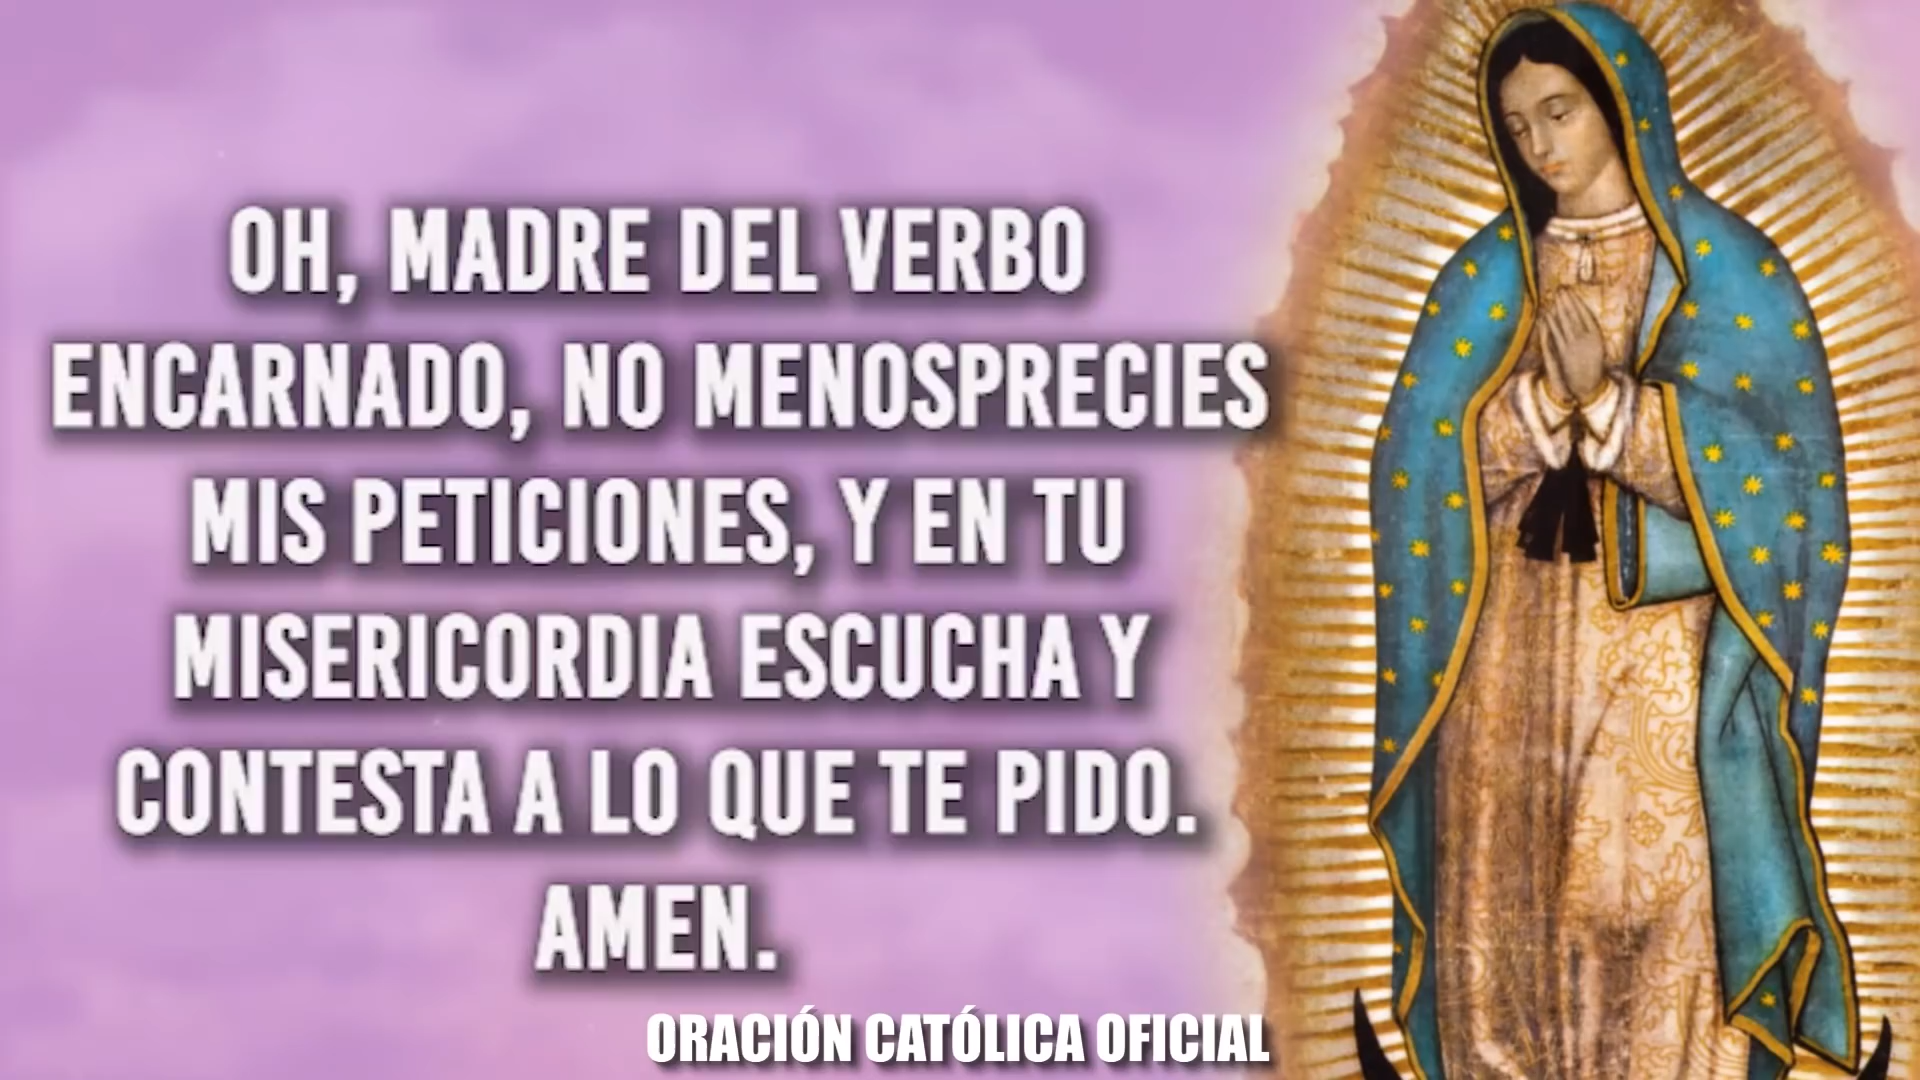 OH, MADRE DEL VERBO
ENCARNADO, NO MENOSPRECIES
MIS PETICIONES, Y EN TU
MISERICORDIA ESCUCHA Y
CONTESTA A LO QUE TE PIDO.
AMEN.
ORACIÓN CATÓLICA OFICIAL